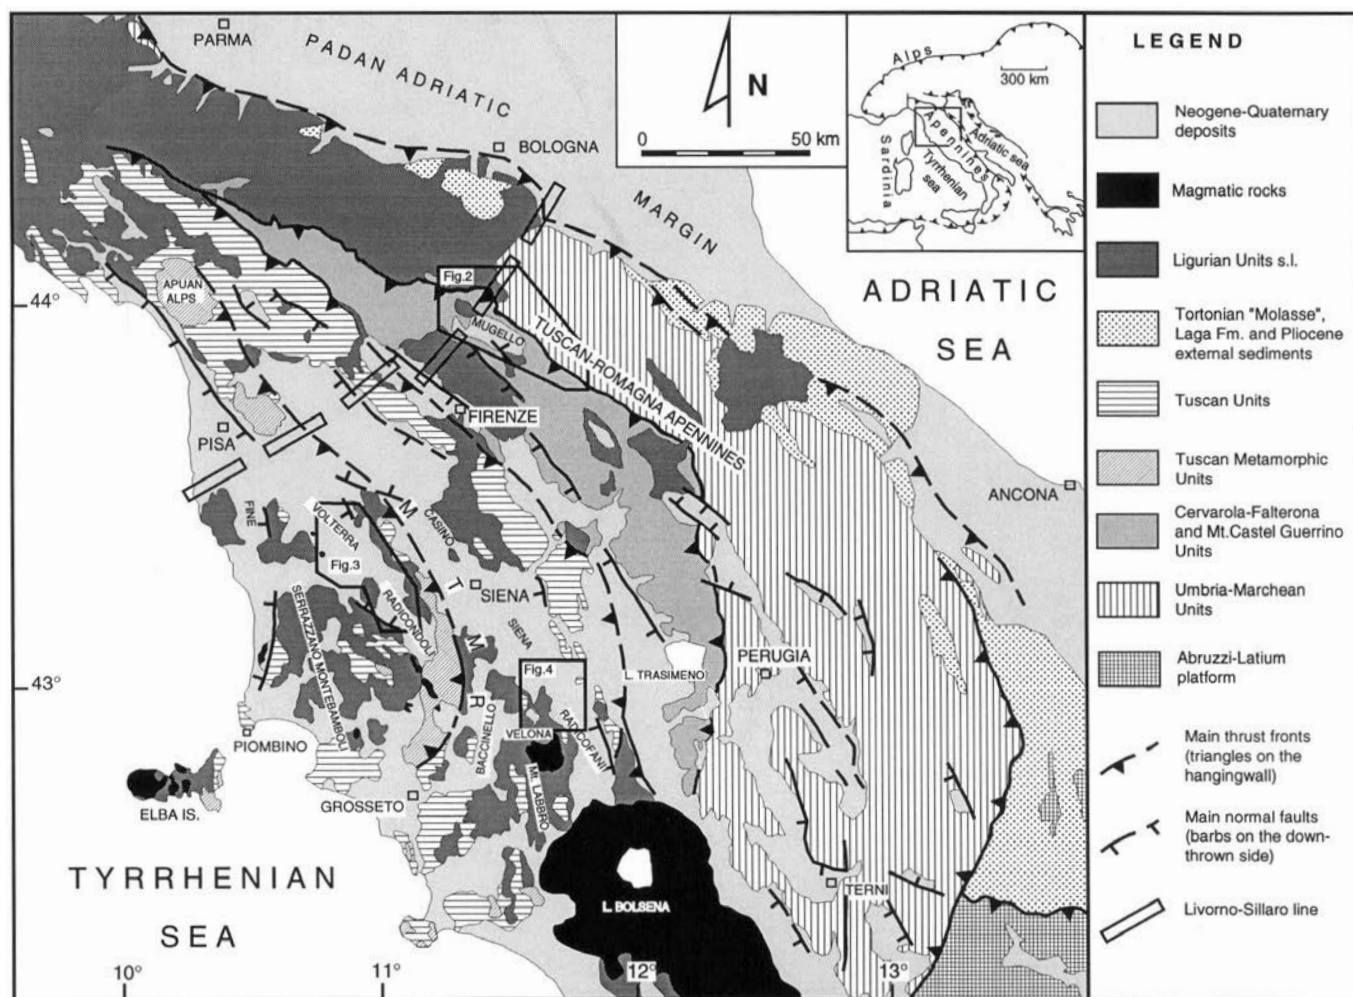 PARMA
PADAN ADRIATIC
MARGIN
BOLOGNA
N
0
50 km
Alps
300 km
Apennines
Adriatic sea
Sardinia
Tyrrhenian
sea
ADRIATIC
SEA
44°
APUAN
ALPS
Fig.2
MUGELLO
TUSCAN-ROMAGNA APENNINES
FIRENZE
PISA
ANCONA
FINE
VOLTERRA
Fig.3
M
T
M
R
CASINO
SIENA
SIENA
RADICONDOLI
SERRAZZANO
MONTEBAMBOLI
Fig.4
L. TRASIMENO
PERUGIA
43°
PIOMBINO
BACCINELLO
VELONA
RADICOFANI
Mt. LABBRO
GROSSETO
ELBA IS.
TYRRHENIAN
SEA
L. BOLSENA
TERNI
10°
11°
12°
13°
LEGEND
Neogene-Quaternary
deposits
Magmatic rocks
Ligurian Units s.l.
Tortonian "Molasse",
Laga Fm. and Pliocene
external sediments
Tuscan Units
Tuscan Metamorphic
Units
Cervarola-Falterona
and Mt.Castel Guerrino
Units
Umbria-Marchean
Units
Abruzzi-Latium
platform
Main thrust fronts
(triangles on the
hangingwall)
Main normal faults
(barbs on the down-
thrown side)
Livorno-Sillaro line